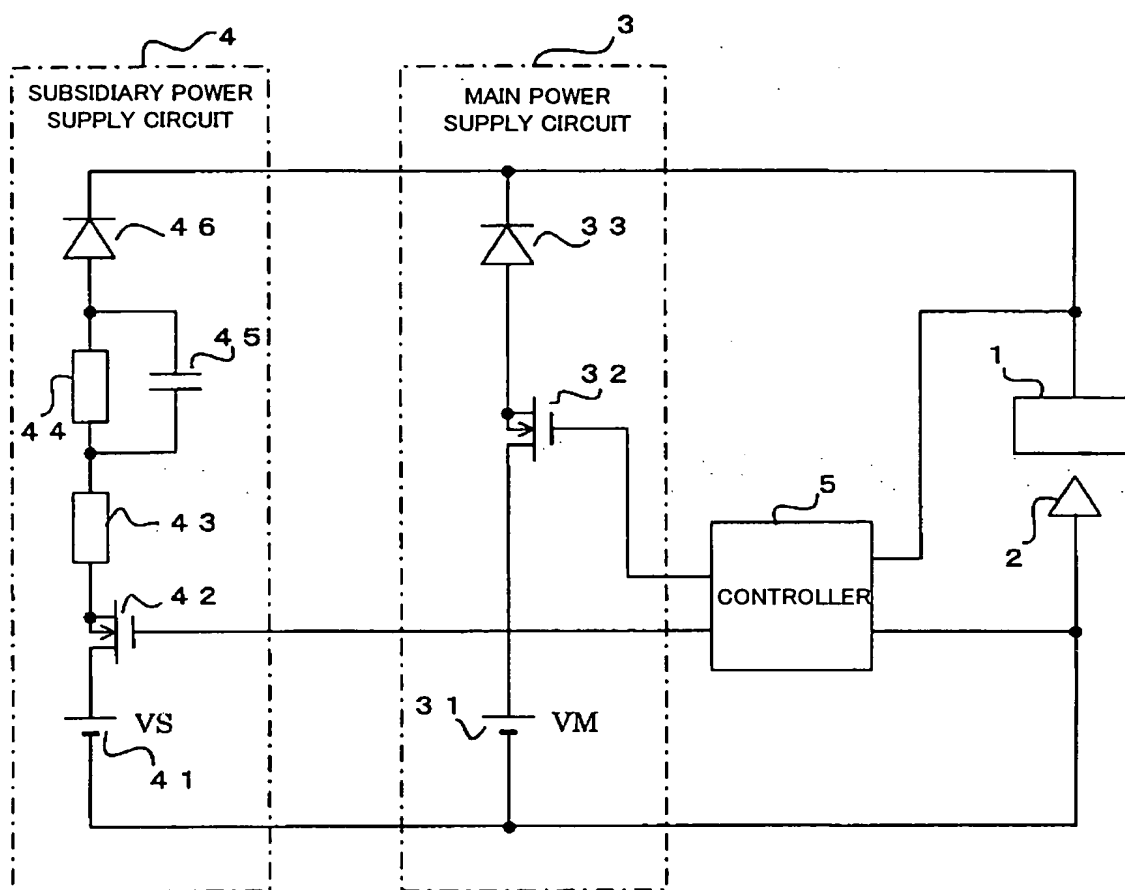 4
3
SUBSIDIARY POWER
SUPPLY CIRCUIT
MAIN POWER
SUPPLY CIRCUIT
46
33
45
1
32
44
5
43
2
42
CONTROLLER
VS
31
VM
41